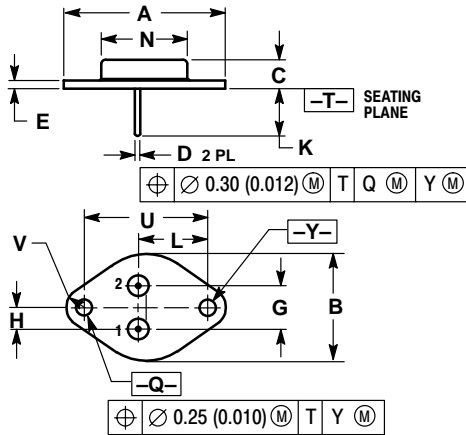 A
N
C
E
–T– SEATING
PLANE
K
D 2 PL
⌖ ∅ 0.30 (0.012) Ⓜ T Q Ⓜ Y Ⓜ
U
V
L
–Y–
2
H
G
B
1
–Q–
⌖ ∅ 0.25 (0.010) Ⓜ T Y Ⓜ